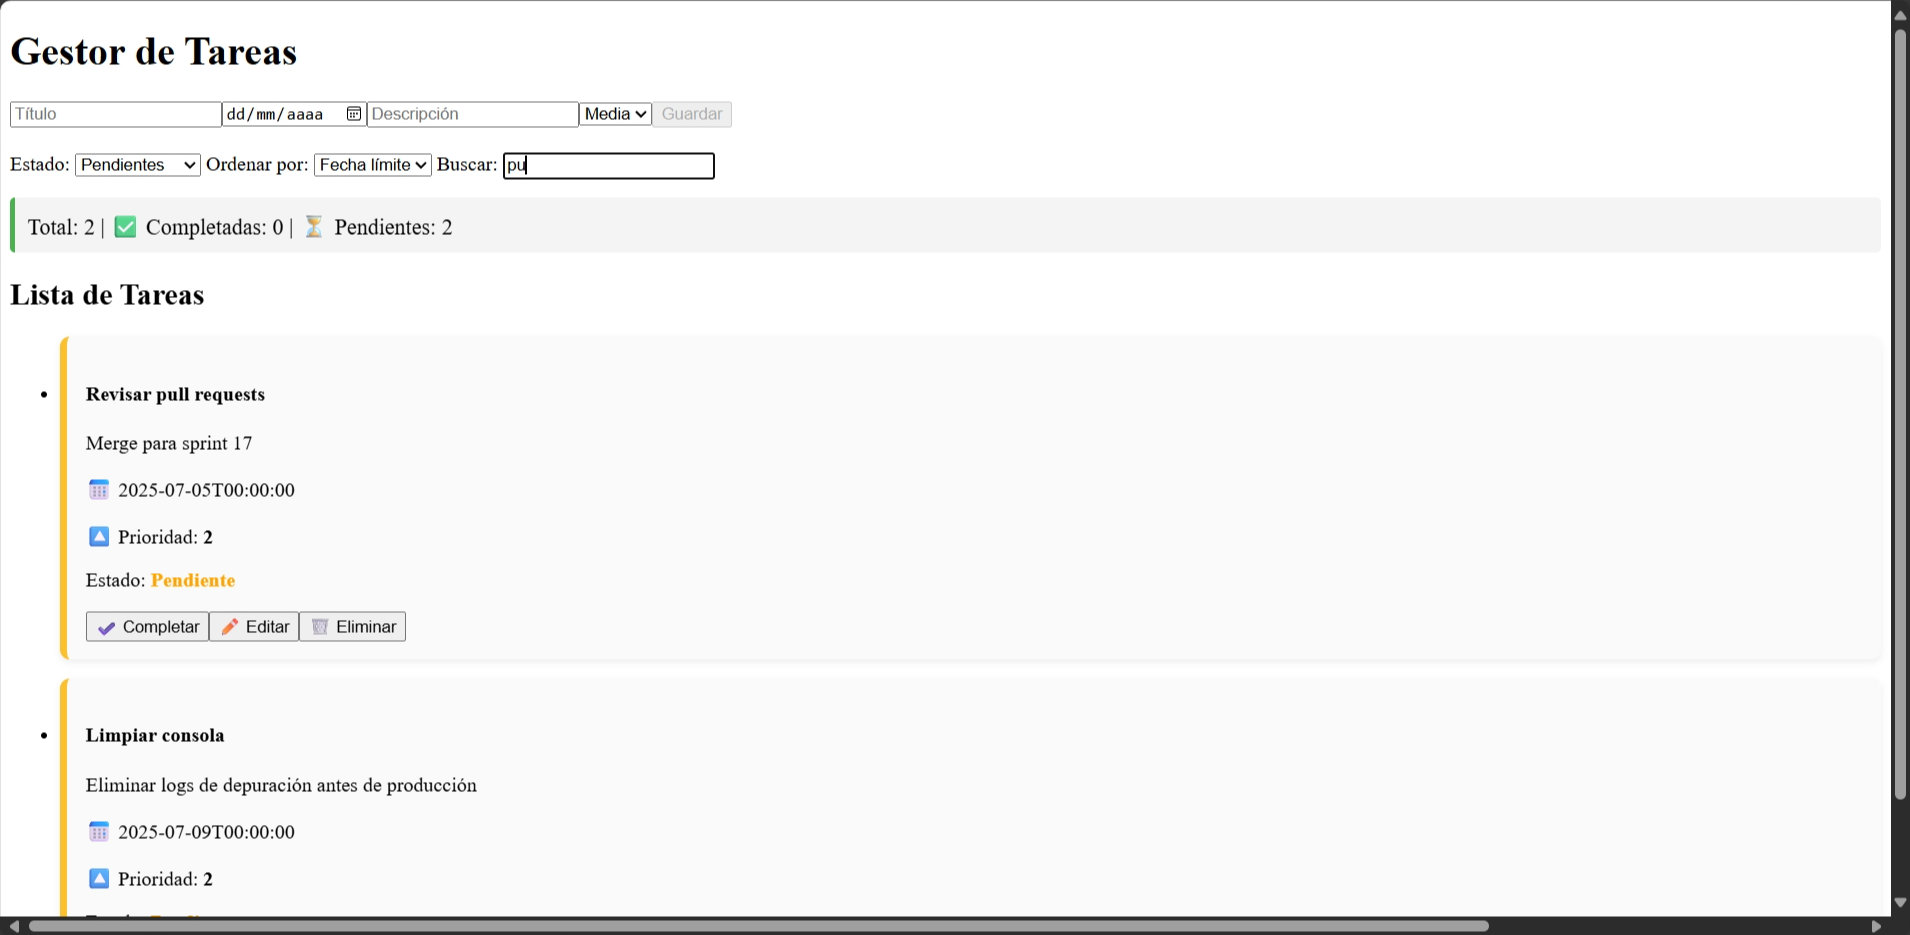 Gestor de Tareas
Título dd/mm/aaaa Descripción Media Guardar
Estado: Pendientes Ordenar por: Fecha límite Buscar: pu
Total: 2 | ✅ Completadas: 0 | ⏳ Pendientes: 2
Lista de Tareas
Revisar pull requests
Merge para sprint 17
2025-07-05T00:00:00
Prioridad: 2
Estado: Pendiente
Completar Editar Eliminar
Limpiar consola
Eliminar logs de depuración antes de producción
2025-07-09T00:00:00
Prioridad: 2